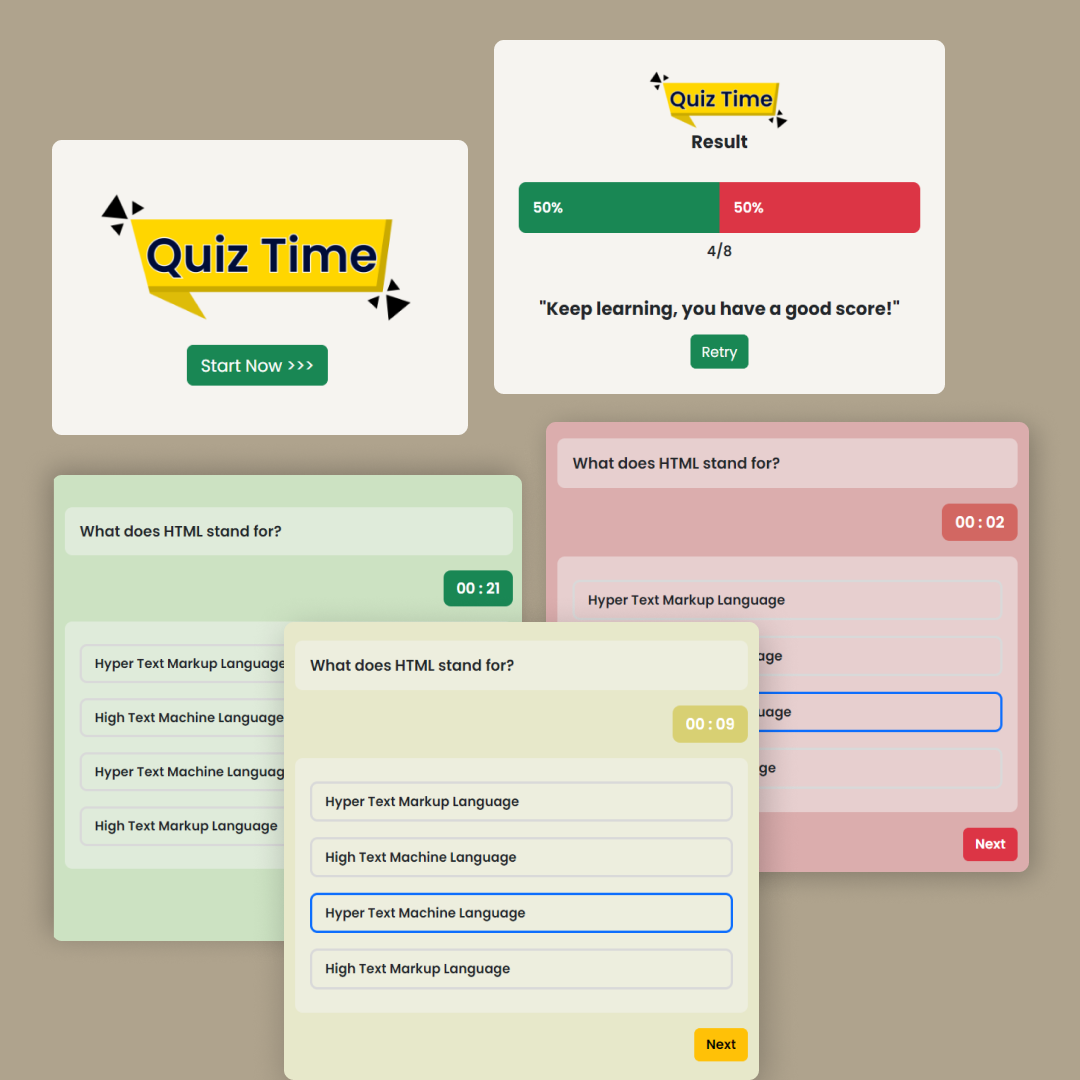 Quiz Time
Start Now >>>
Quiz Time
Result
50%
50%
4/8
"Keep learning, you have a good score!"
Retry
What does HTML stand for?
00 : 21
Hyper Text Markup Language
High Text Machine Language
Hyper Text Machine Languag
High Text Markup Language
What does HTML stand for?
00 : 02
Hyper Text Markup Language
age
uage
ge
Next
What does HTML stand for?
00 : 09
Hyper Text Markup Language
High Text Machine Language
Hyper Text Machine Language
High Text Markup Language
Next